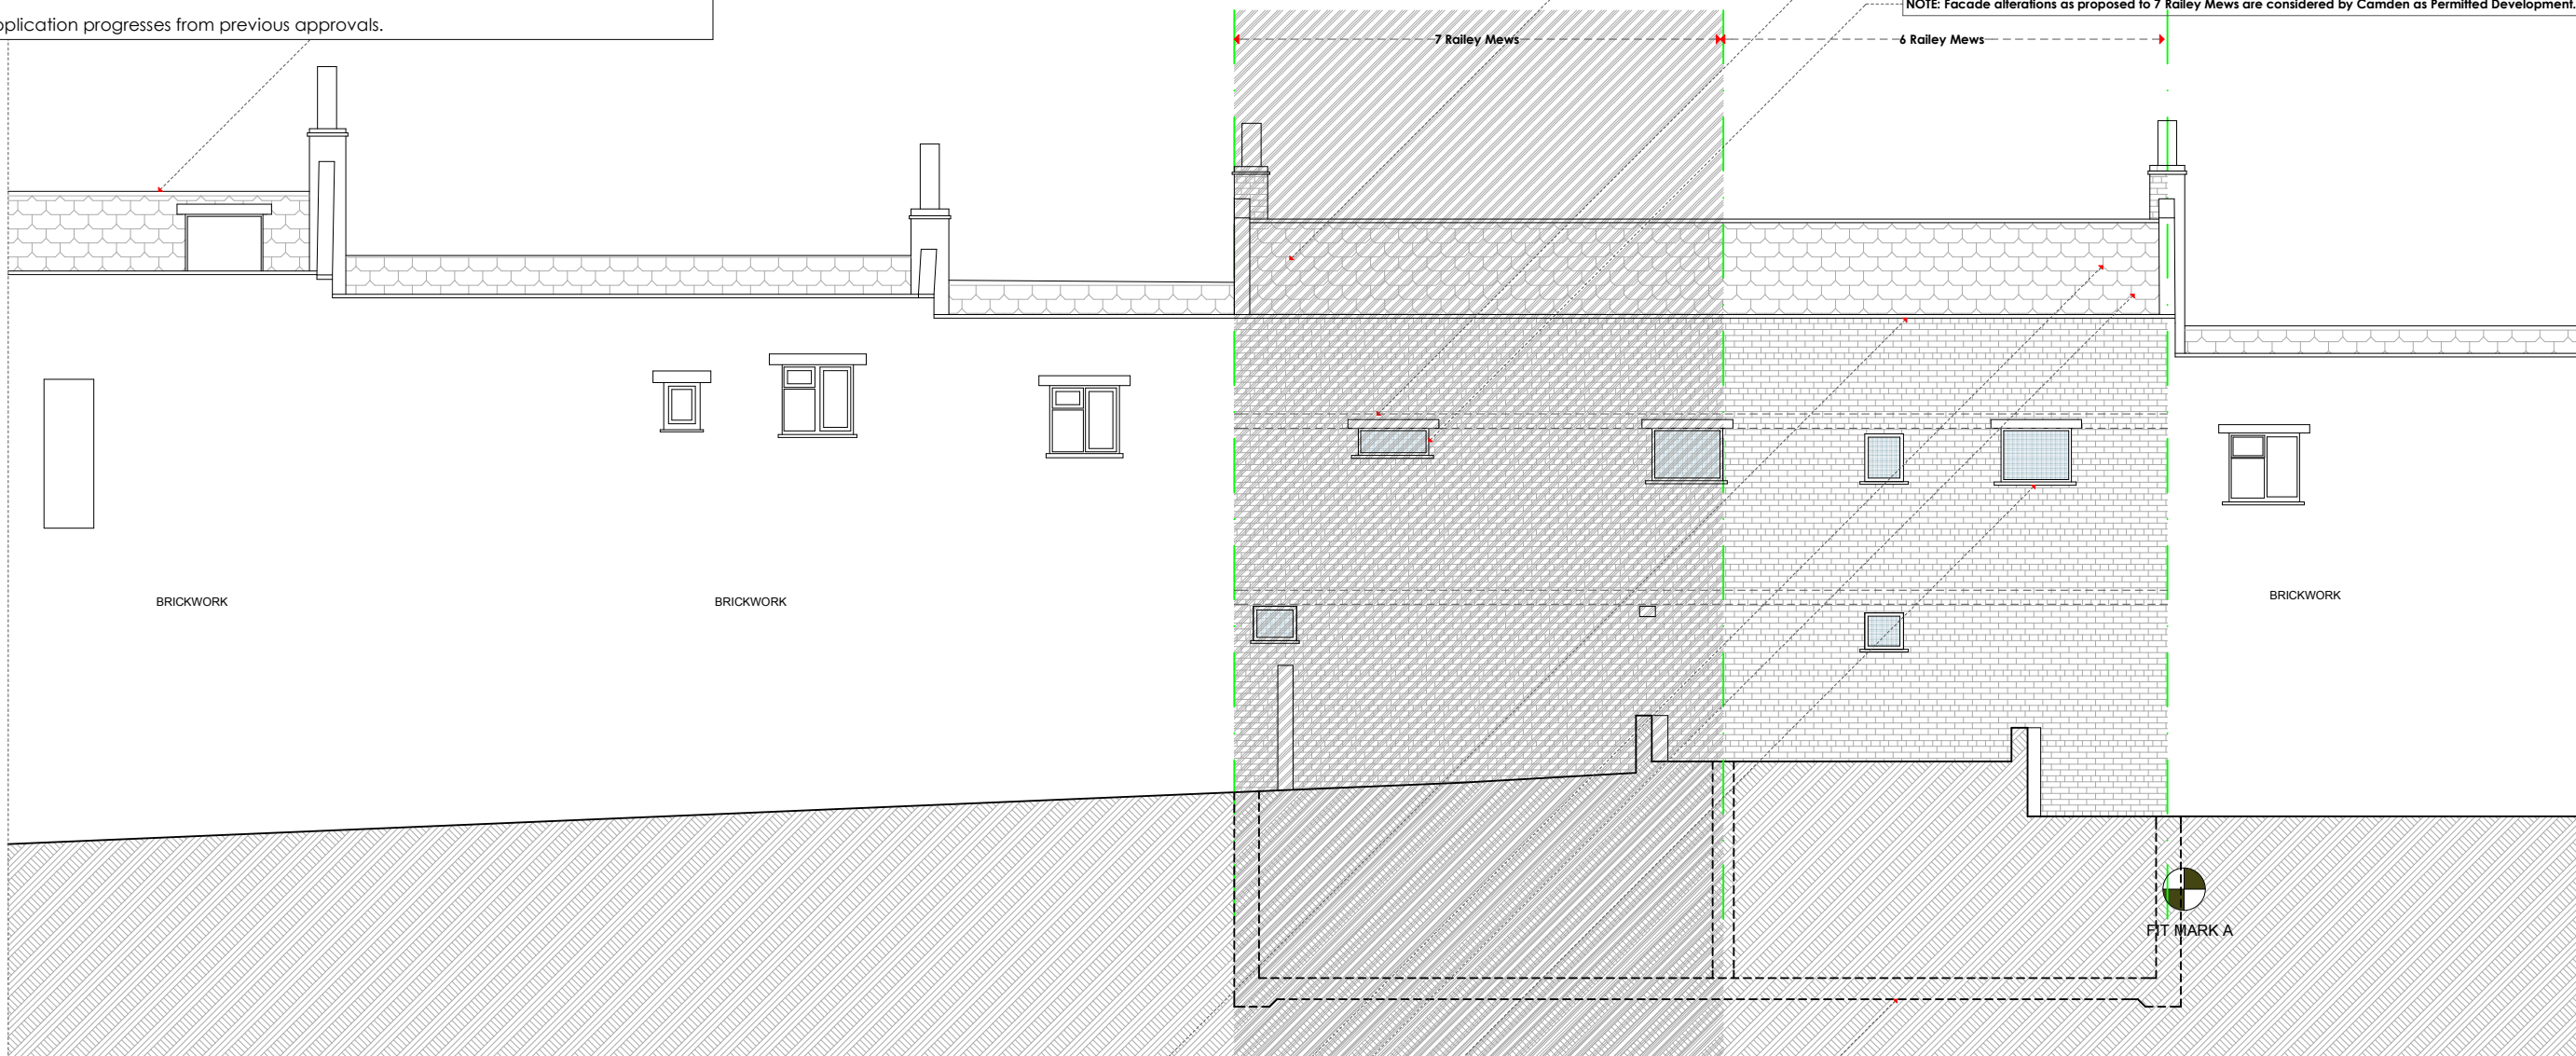 pplication progresses from previous approvals.
NOTE: Facade alterations as proposed to 7 Railey Mews are considered by Camden as Permitted Development.
7 Railey Mews
6 Railey Mews
BRICKWORK
BRICKWORK
BRICKWORK
FIT MARK A